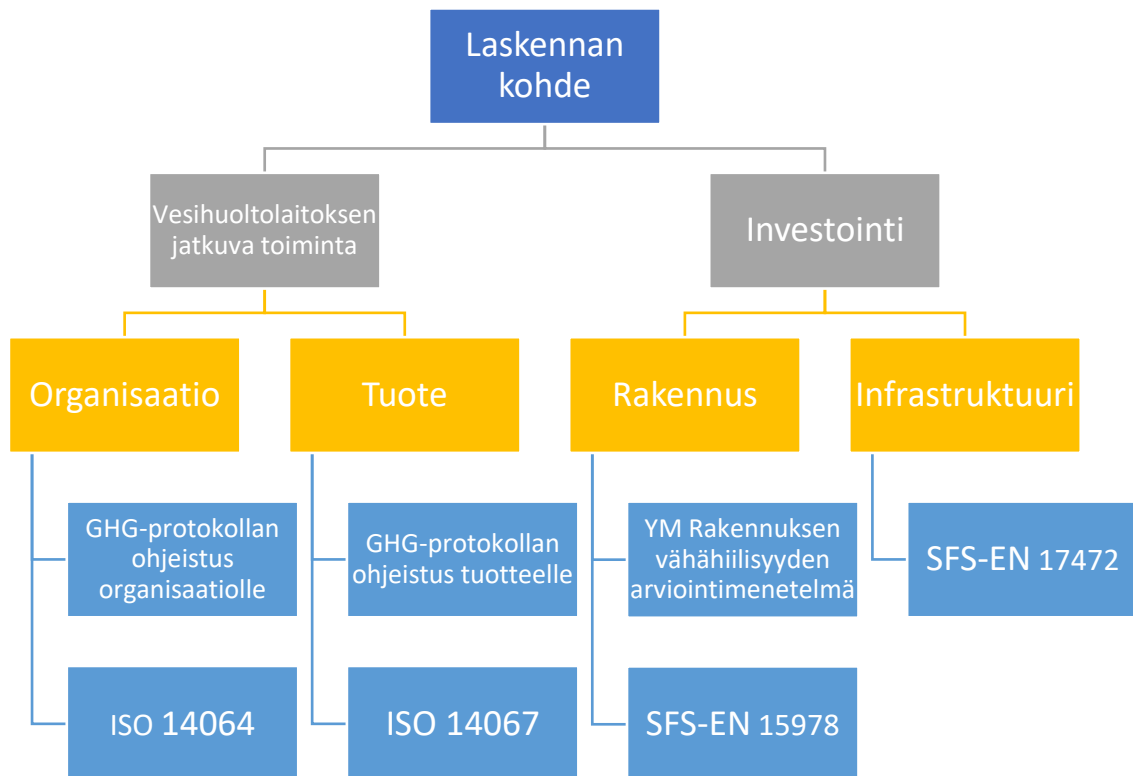 Laskennan
kohde
Vesihuoltolaitoksen
jatkuva toiminta
Investointi
Organisaatio
Tuote
Rakennus
Infrastruktuuri
GHG-protokollan
ohjeistus
organisaatiolle
GHG-protokollan
ohjeistus tuotteelle
YM Rakennuksen
vähähiilisyyden
arviointimenetelmä
SFS-EN 17472
ISO 14064
ISO 14067
SFS-EN 15978